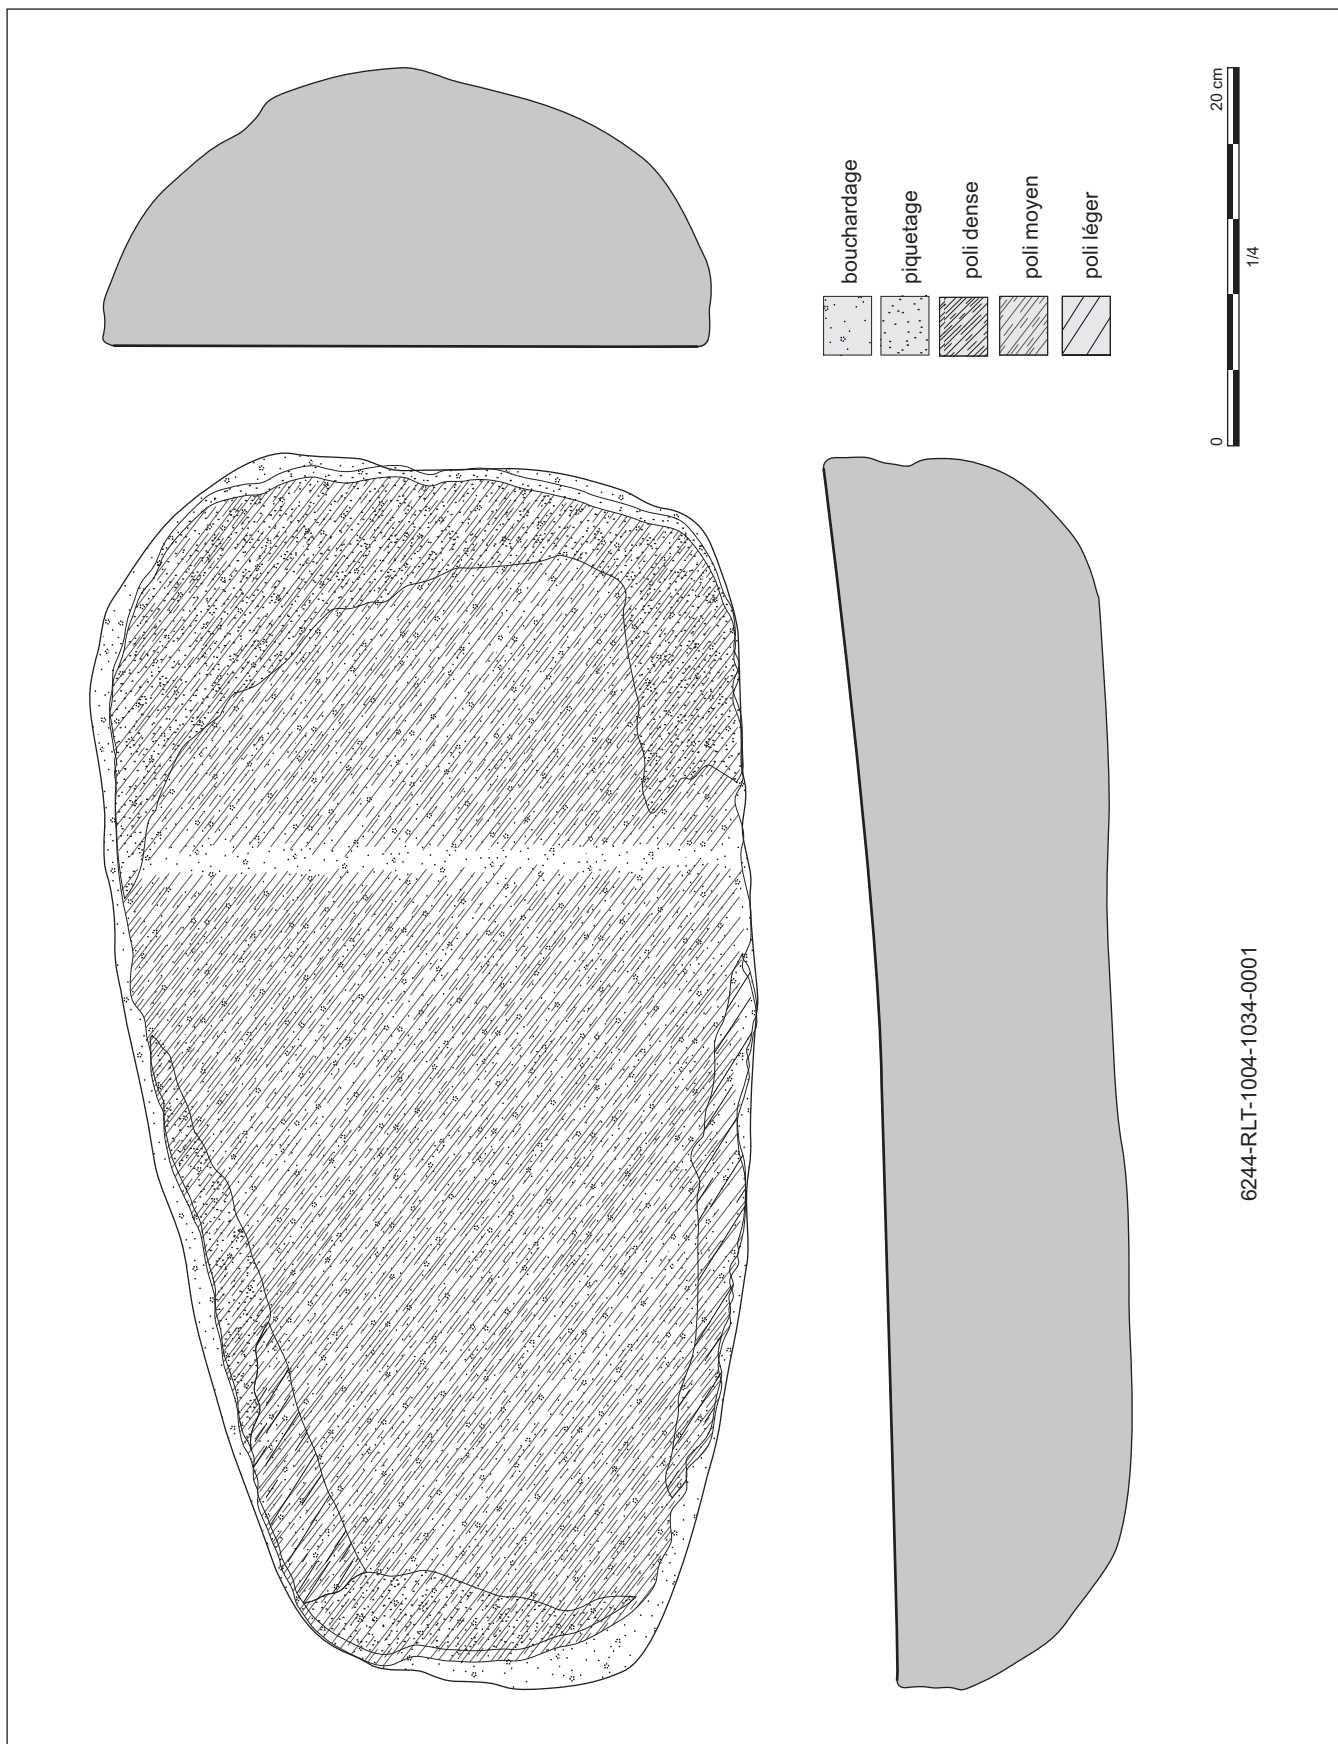 bouchardage
piquetage
poli dense
poli moyen
poli léger
0
20 cm
1/4
6244-RLT-1004-1034-0001